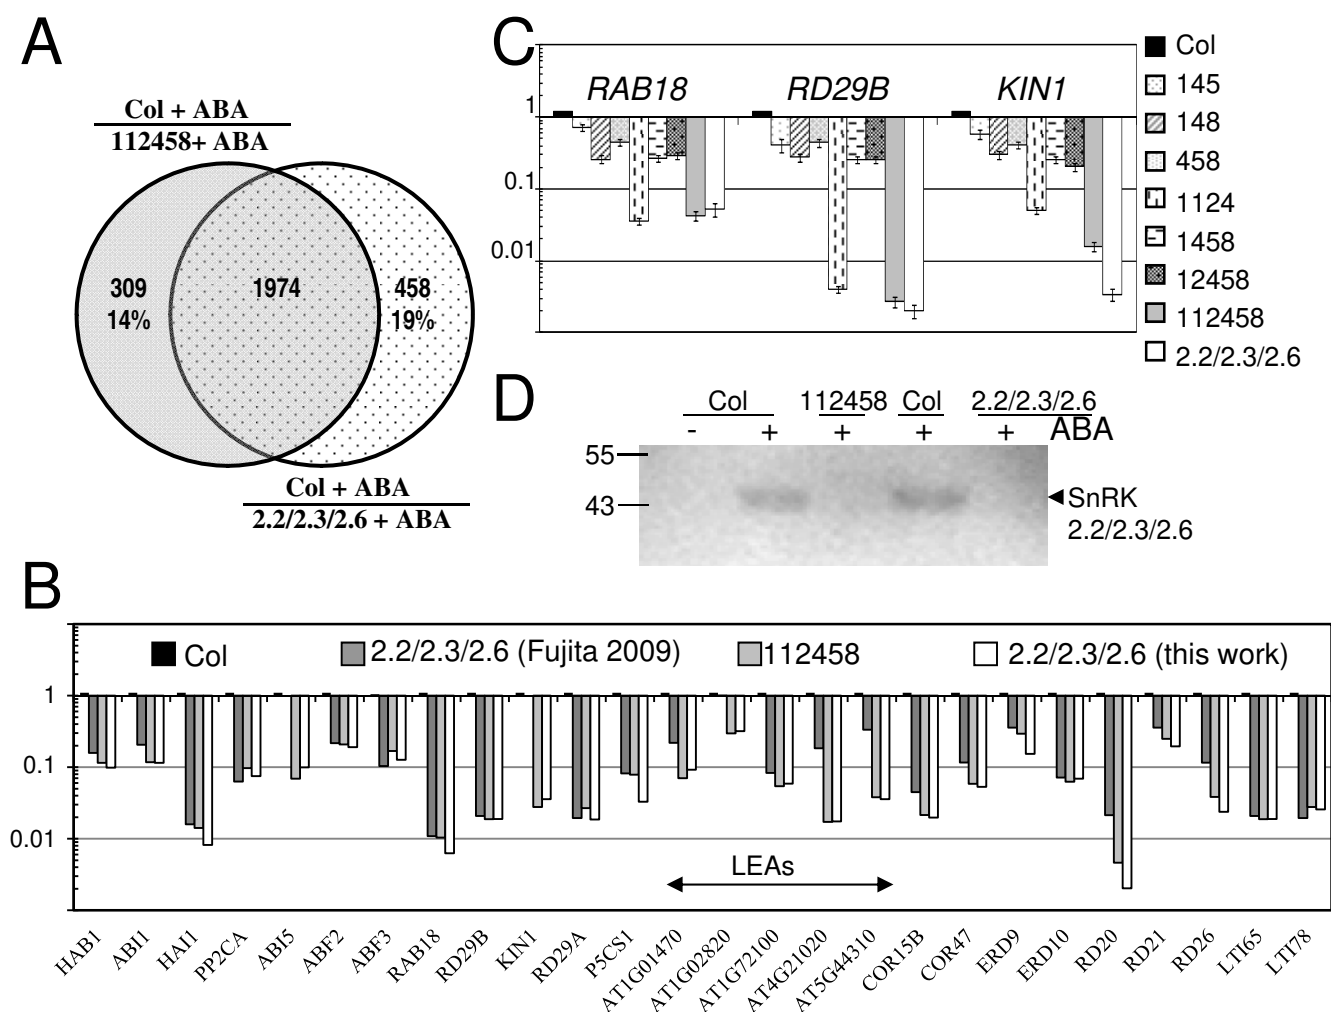 A
Col + ABA
112458+ ABA
309
14%
1974
458
19%
Col + ABA
2.2/2.3/2.6 + ABA
C
RAB18
RD29B
KIN1
1
0.1
0.01
Col
145
148
458
1124
1458
12458
112458
2.2/2.3/2.6
D
Col
112458
Col
2.2/2.3/2.6
- + + + + ABA
55
43
SnRK
2.2/2.3/2.6
B
Col
2.2/2.3/2.6 (Fujita 2009)
112458
2.2/2.3/2.6 (this work)
1
0.1
0.01
LEAs
HAB1
ABI1
HAI1
PP2CA
ABI5
ABF2
ABF3
RAB18
RD29B
KIN1
RD29A
P5CS1
AT1G01470
AT1G02820
AT1G72100
AT4G21020
AT5G44310
COR15B
COR47
ERD9
ERD10
RD20
RD21
RD26
LTI65
LTI78